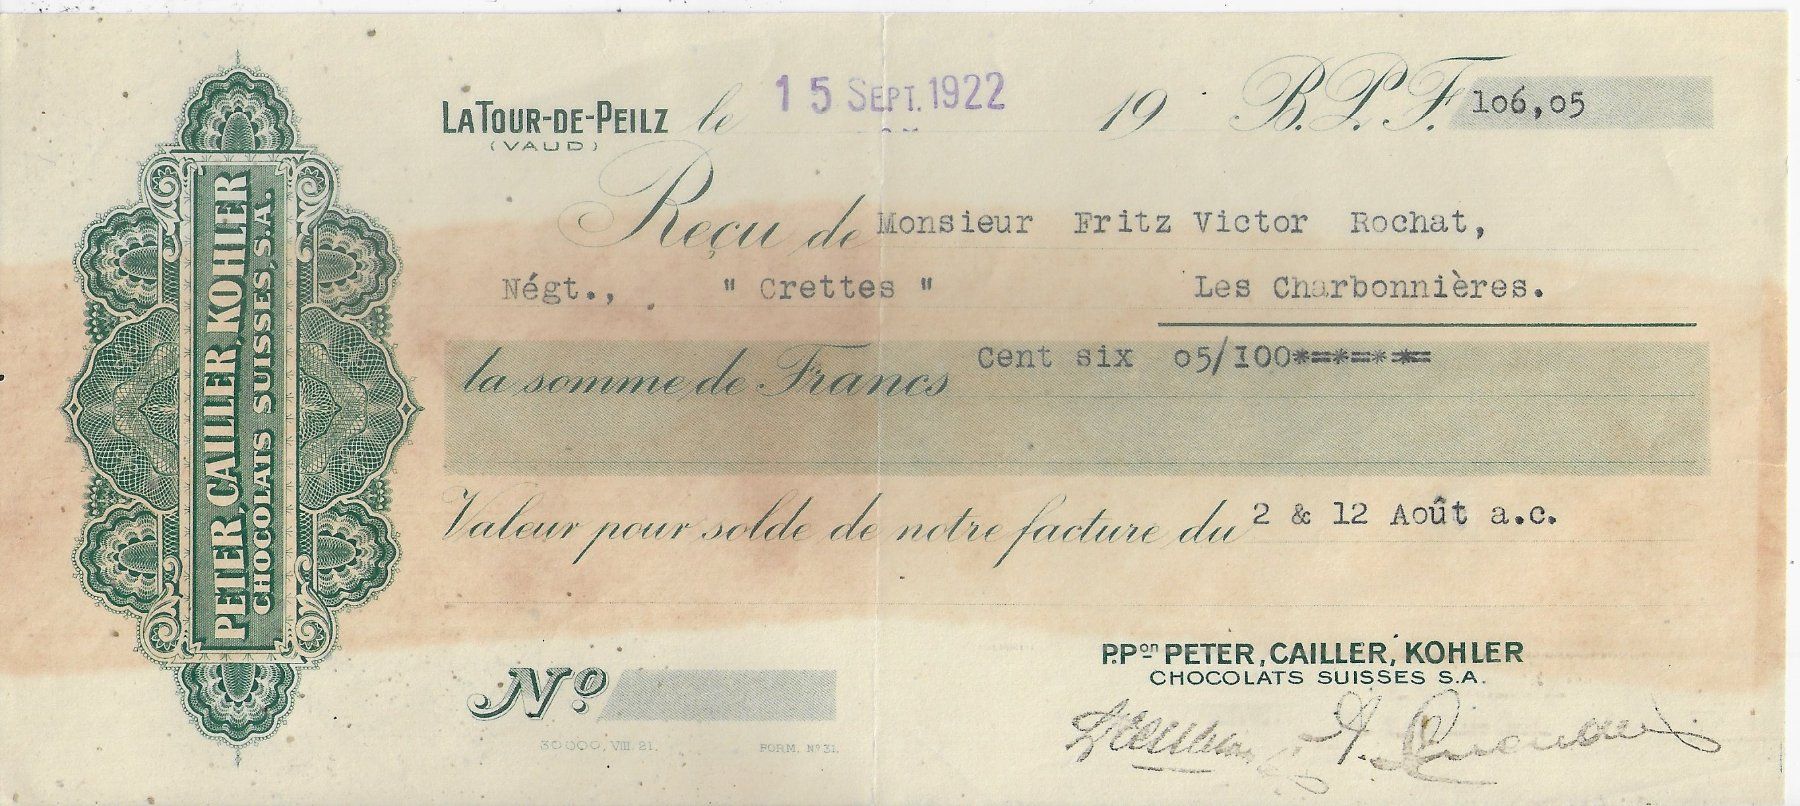 PETER, CAILLER, KOHLER
CHOCOLATS SUISSES, S.A.
LA TOUR-DE-PEILZ le 15 SEPT. 1922 19 B.P.F. 106,05
(VAUD)
Reçu de Monsieur Fritz Victor Rochat,
Négt., " Crettes " Les Charbonnières.
la somme de Francs Cent six 05/100*=*=*=*=
Valeur pour solde de notre facture du 2 & 12 Août a.c.
P.Pon PETER, CAILLER, KOHLER
CHOCOLATS SUISSES S.A.
No
30000, VIII. 21. FORM. No 31.